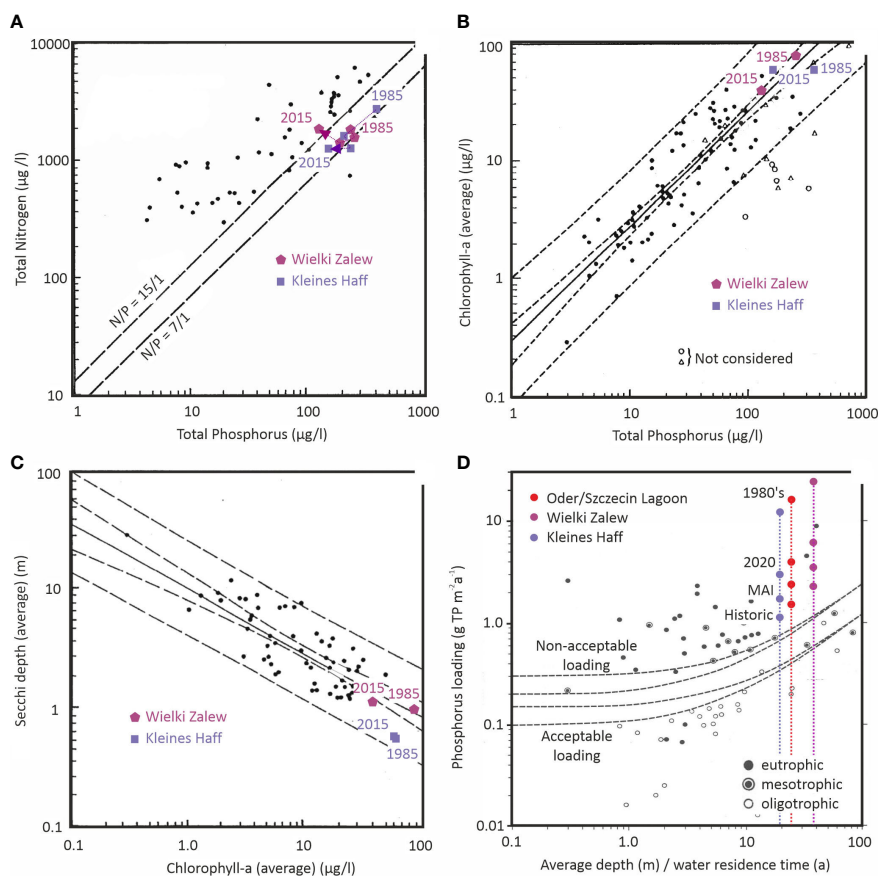 A
10000
1000
100
10
Total Nitrogen (µg /l)
2015
1985
1985
2015
Wielki Zalew
Kleines Haff
N/P = 15/1
N/P = 7/1
1
10
100
1000
Total Phosphorus (µg/l)
B
100
10
1
0.1
Chlorophyll-a (average) (µg/l)
1985
2015
2015
1985
Wielki Zalew
Kleines Haff
Not considered
1
10
100
1000
Total Phosphorus (µg/l)
C
100
10
1
0.1
Secchi depth (average) (m)
2015
1985
2015
1985
Wielki Zalew
Kleines Haff
0.1
1
10
100
Chlorophyll-a (average) (µg/l)
D
10
1.0
0.1
0.01
Phosphorus loading (g TP m⁻²a⁻¹)
Oder/Szczecin Lagoon
Wielki Zalew
Kleines Haff
1980's
2020
MAI
Historic
Non-acceptable
loading
Acceptable
loading
eutrophic
mesotrophic
oligotrophic
0.1
1.0
10
100
Average depth (m) / water residence time (a)